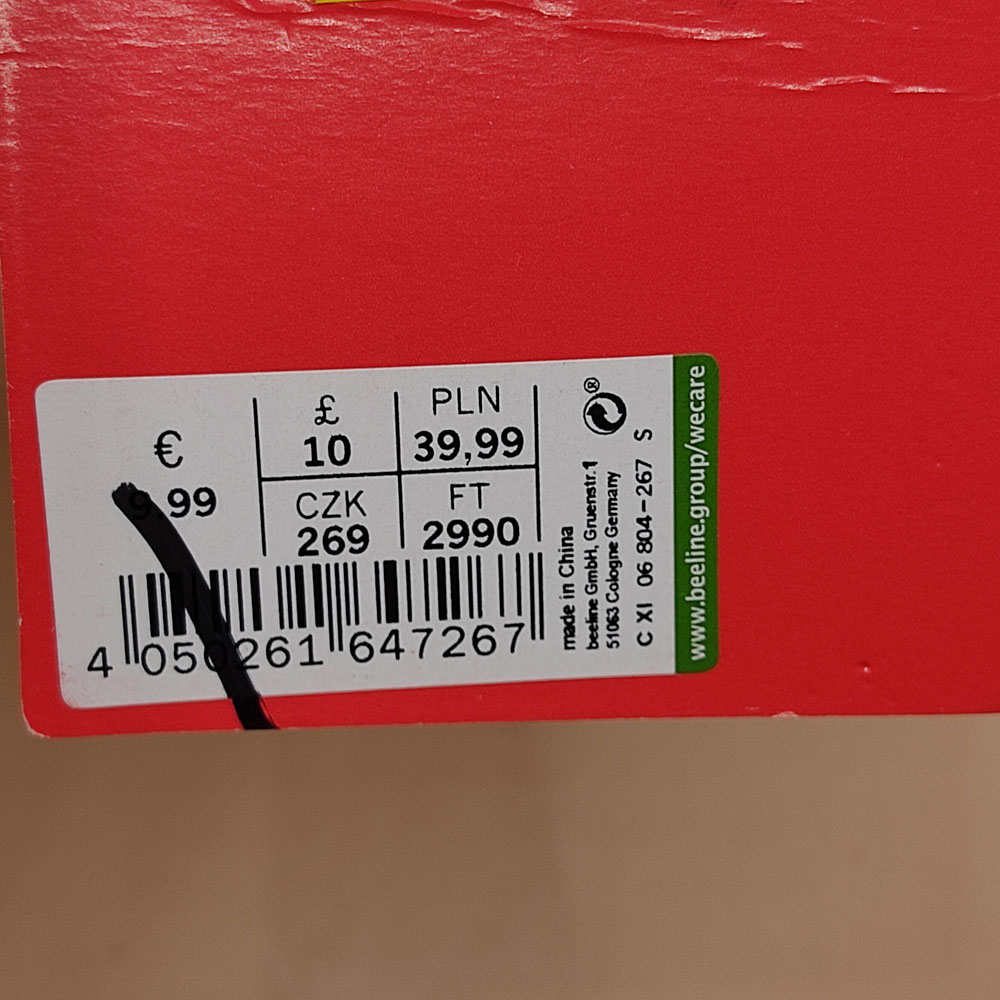 €
9.99
£
10
PLN
39,99
CZK
269
FT
2990
4 050261 647267
made in China
beeline GmbH, Gruenstr.1
51063 Cologne Germany
C XI 06 804-267 S
www.beeline.group/wecare